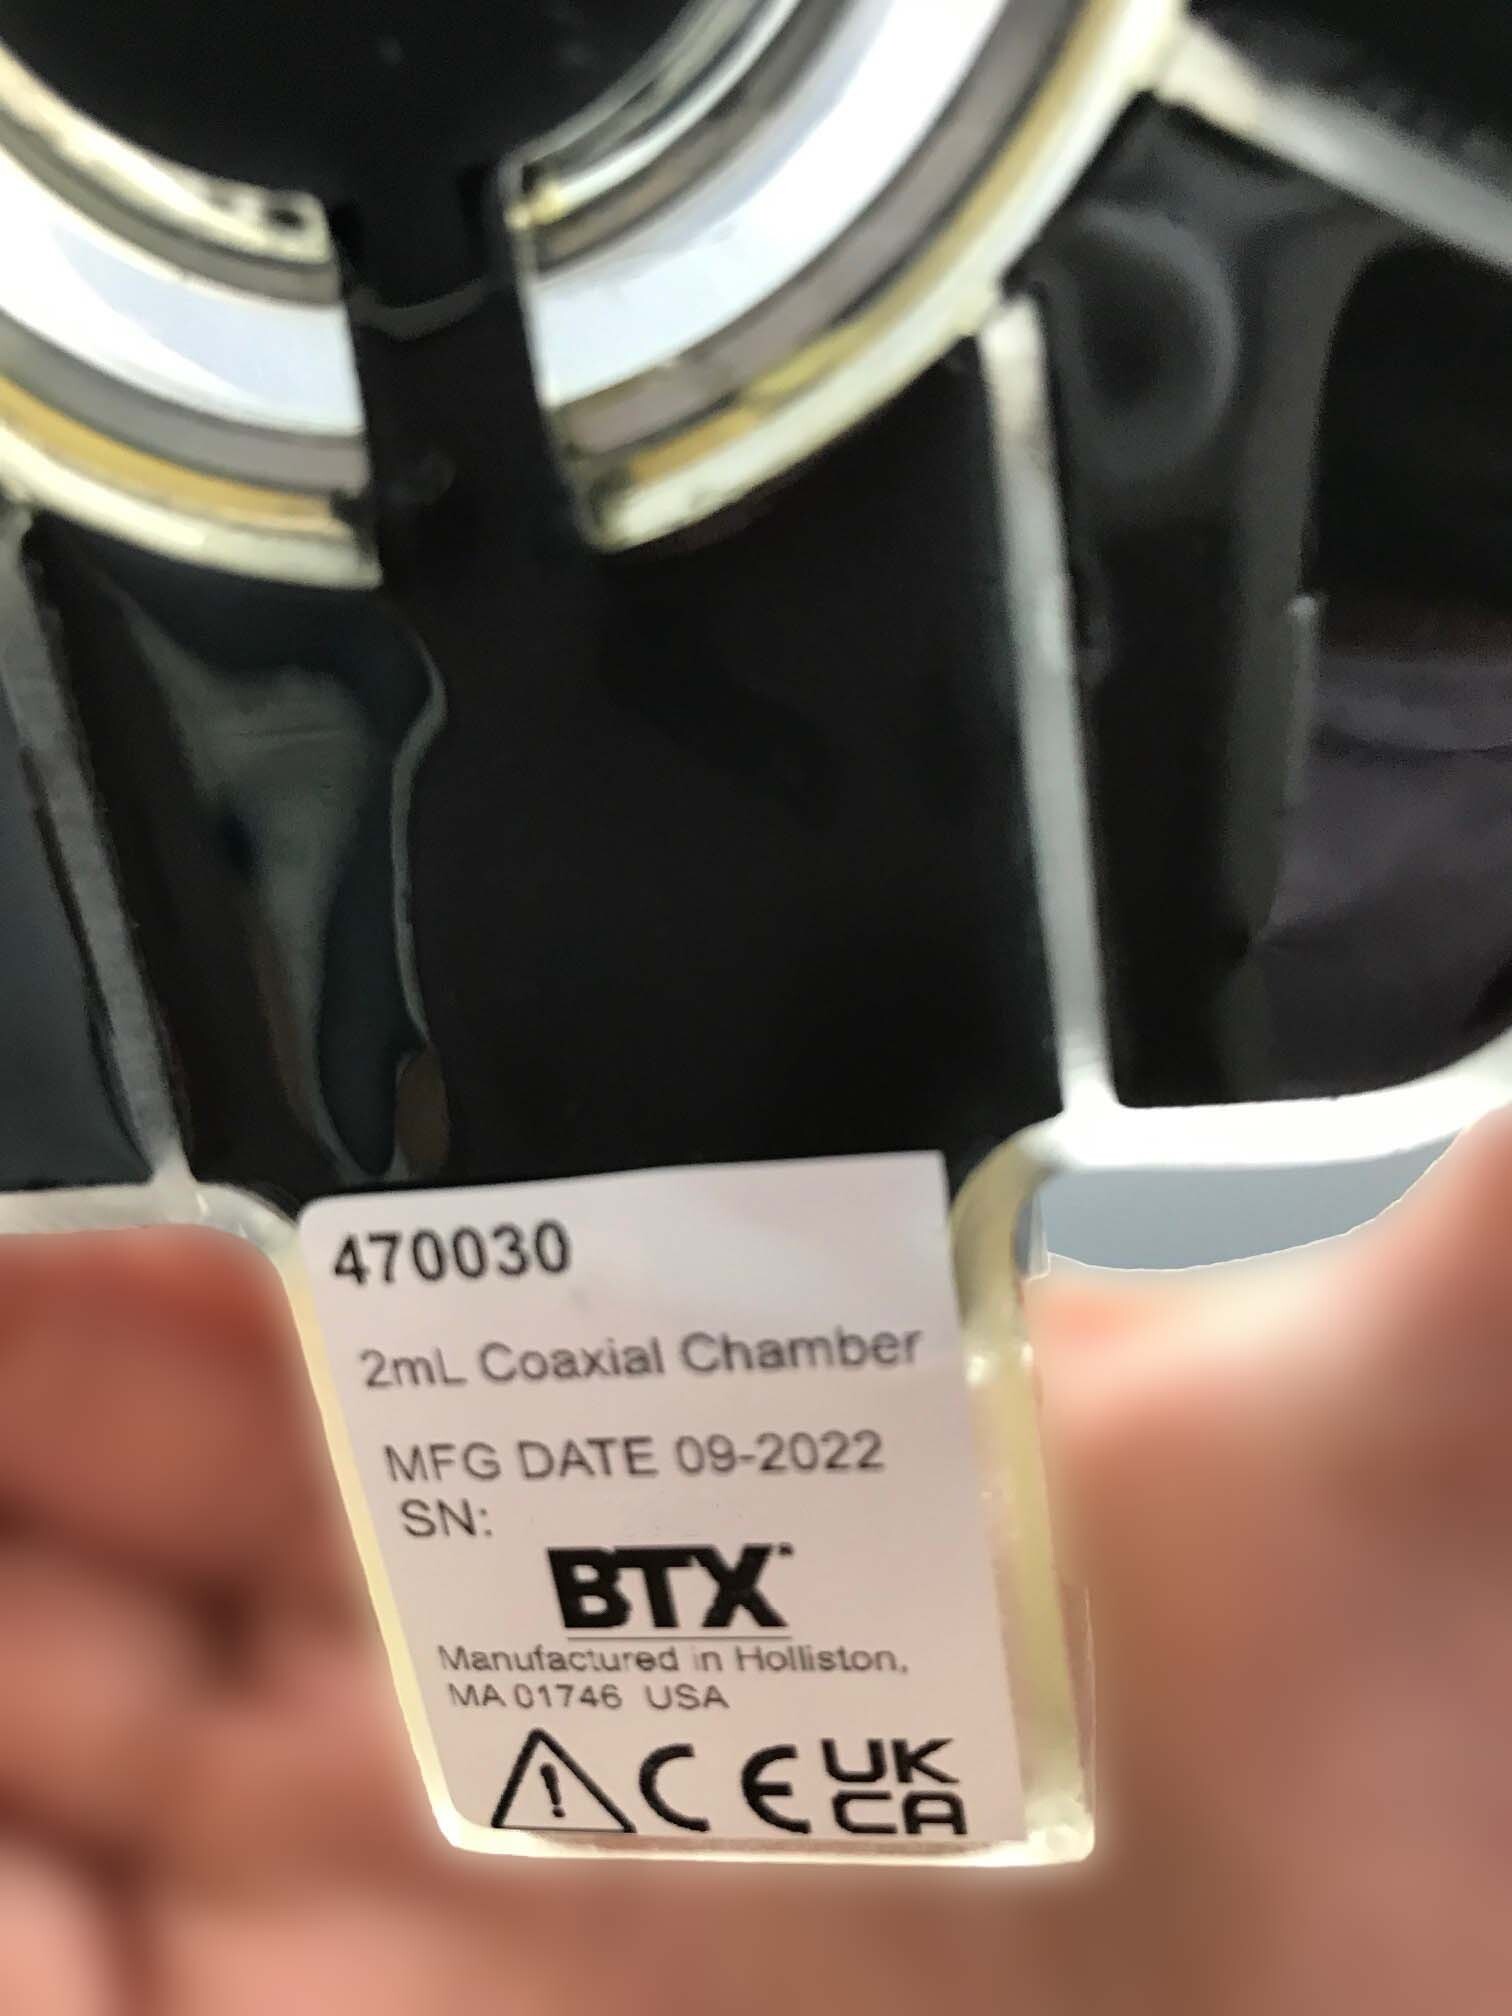 470030
2mL Coaxial Chamber
MFG DATE 09-2022
SN:
BTX
Manufactured in Holliston,
MA 01746 USA
CE UK
CA